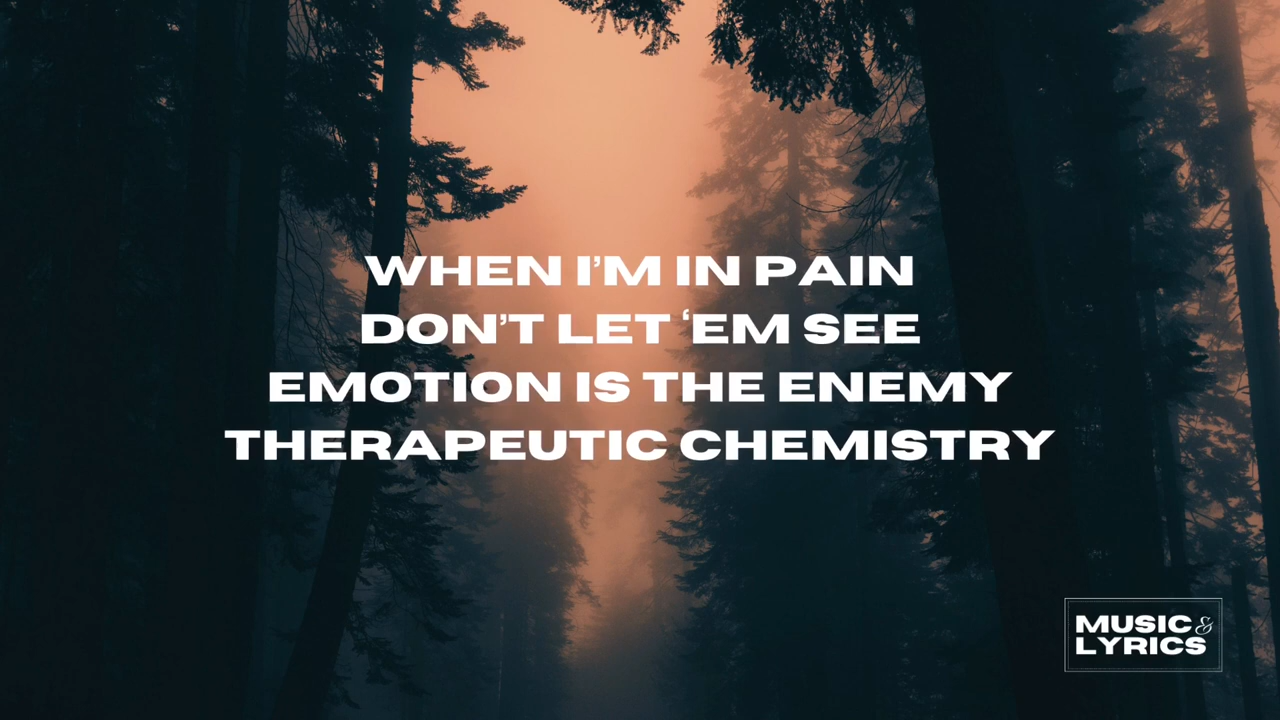 WHEN I’M IN PAIN
DON’T LET ‘EM SEE
EMOTION IS THE ENEMY
THERAPEUTIC CHEMISTRY
MUSIC &
LYRICS